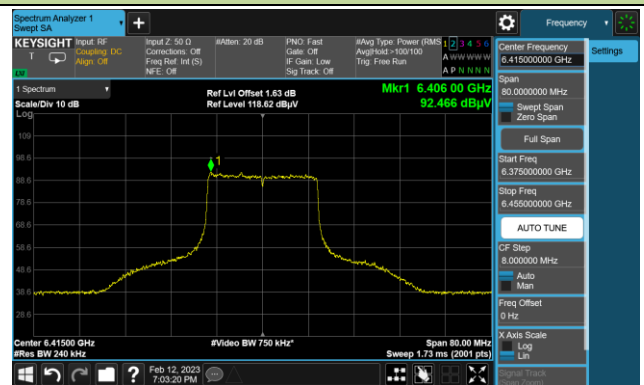 Spectrum Analyzer 1
Swept SA
Frequency
KEYSIGHT
Input: RF
Coupling: DC
Align: Off
Input Z: 50 Ω
Corrections: Off
Freq Ref: Int (S)
NFE: Off
#Atten: 20 dB
PNO: Fast
Gate: Off
IF Gain: Low
Sig Track: Off
#Avg Type: Power (RMS
Avg|Hold:>100/100
Trig: Free Run
1 2 3 4 5 6
A W W W W W
A P N N N N
1 Spectrum
Scale/Div 10 dB
Log
Ref Lvl Offset 1.63 dB
Ref Level 118.62 dBµV
Mkr1 6.406 00 GHz
92.466 dBµV
109
98.6
88.6
78.6
68.6
58.6
48.6
38.6
28.6
1
Center 6.41500 GHz
#Res BW 240 kHz
#Video BW 750 kHz*
Span 80.00 MHz
Sweep 1.73 ms (2001 pts)
Feb 12, 2023
7:03:20 PM
Center Frequency
6.415000000 GHz
Settings
Span
80.0000000 MHz
Swept Span
Zero Span
Full Span
Start Freq
6.375000000 GHz
Stop Freq
6.455000000 GHz
AUTO TUNE
CF Step
8.000000 MHz
Auto
Man
Freq Offset
0 Hz
X Axis Scale
Log
Lin
Signal Track